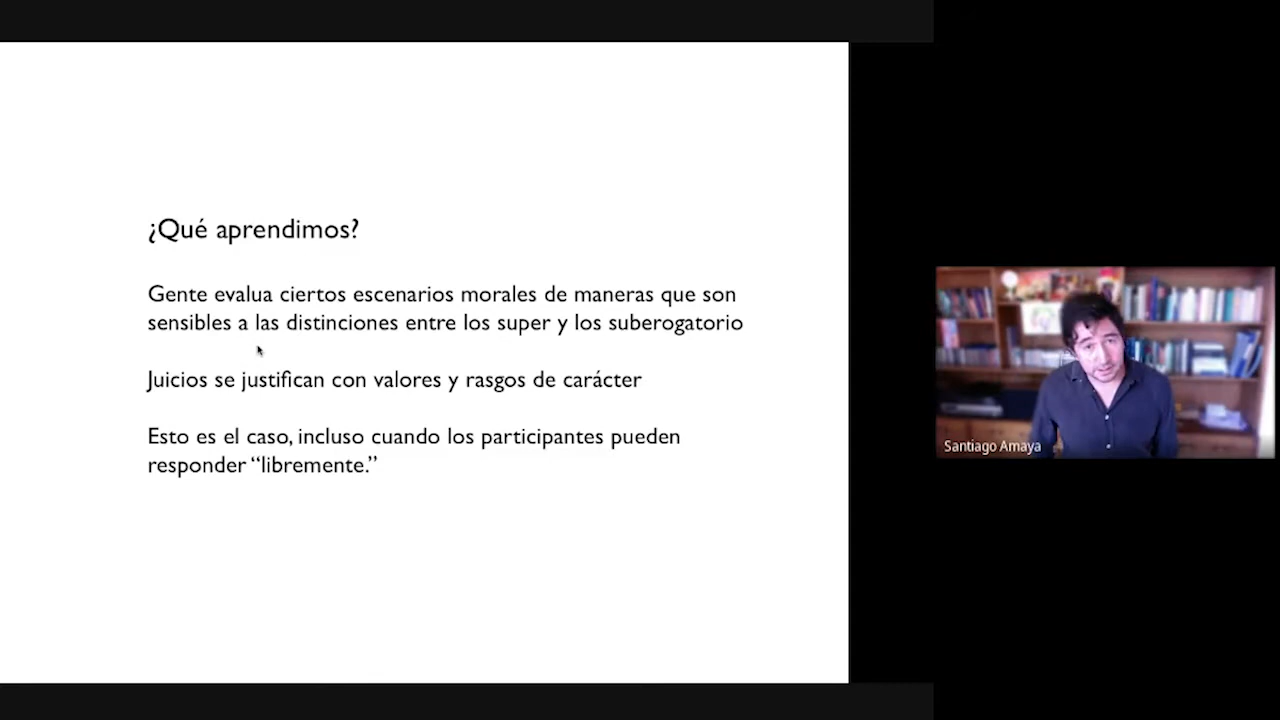 ¿Qué aprendimos?
Gente evalua ciertos escenarios morales de maneras que son
sensibles a las distinciones entre los super y los suberogatorio
Juicios se justifican con valores y rasgos de carácter
Esto es el caso, incluso cuando los participantes pueden
responder “libremente.”
Santiago Amaya